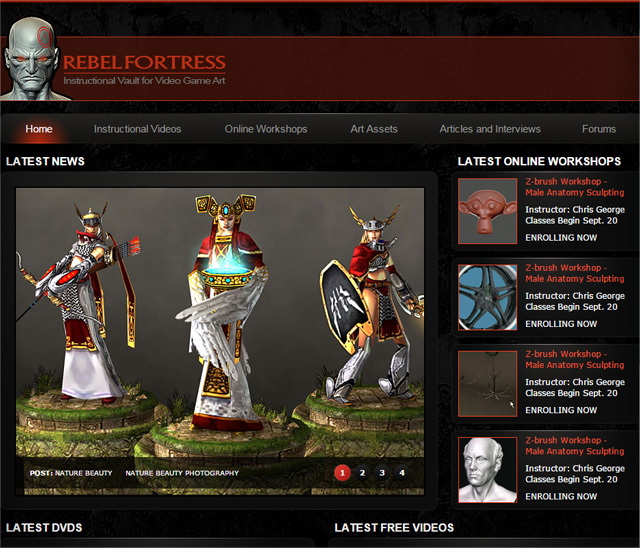 REBELFORTRESS
Instructional Vault for Video Game Art
Home Instructional Videos Online Workshops Art Assets Articles and Interviews Forums
LATEST NEWS
POST: NATURE BEAUTY NATURE BEAUTY PHOTOGRAPHY 1 2 3 4
LATEST ONLINE WORKSHOPS
Z-brush Workshop -
Male Anatomy Sculpting
Instructor: Chris George
Classes Begin Sept. 20
ENROLLING NOW
Z-brush Workshop -
Male Anatomy Sculpting
Instructor: Chris George
Classes Begin Sept. 20
ENROLLING NOW
Z-brush Workshop -
Male Anatomy Sculpting
Instructor: Chris George
Classes Begin Sept. 20
ENROLLING NOW
Z-brush Workshop -
Male Anatomy Sculpting
Instructor: Chris George
Classes Begin Sept. 20
ENROLLING NOW
LATEST DVDS
LATEST FREE VIDEOS